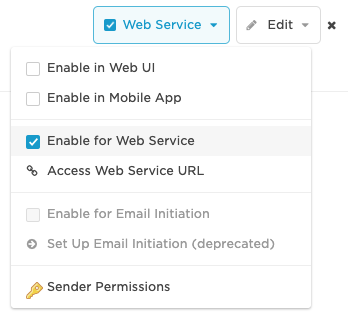 Web Service
Edit
Enable in Web UI
Enable in Mobile App
Enable for Web Service
Access Web Service URL
Enable for Email Initiation
Set Up Email Initiation (deprecated)
Sender Permissions